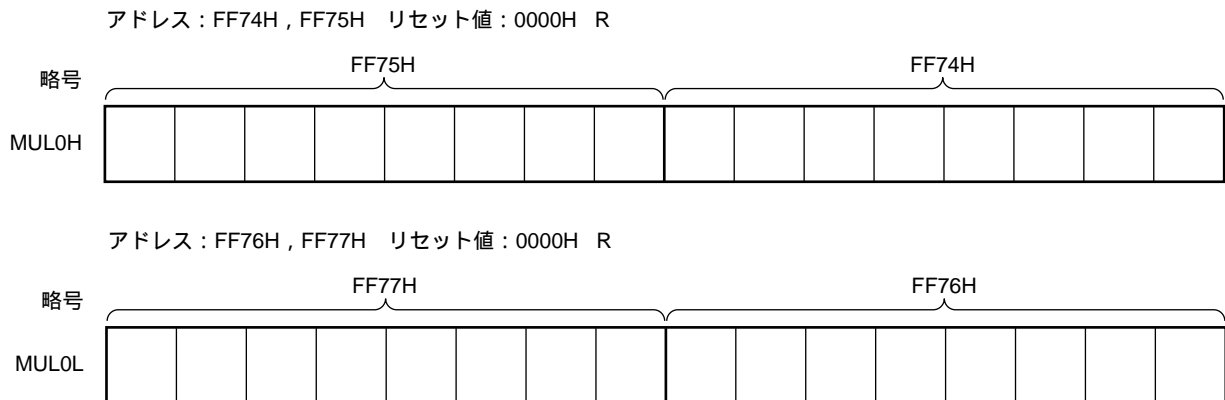 アドレス：FF74H , FF75H　リセット値：0000H　R
略号　FF75H　FF74H
MUL0H
アドレス：FF76H , FF77H　リセット値：0000H　R
略号　FF77H　FF76H
MUL0L